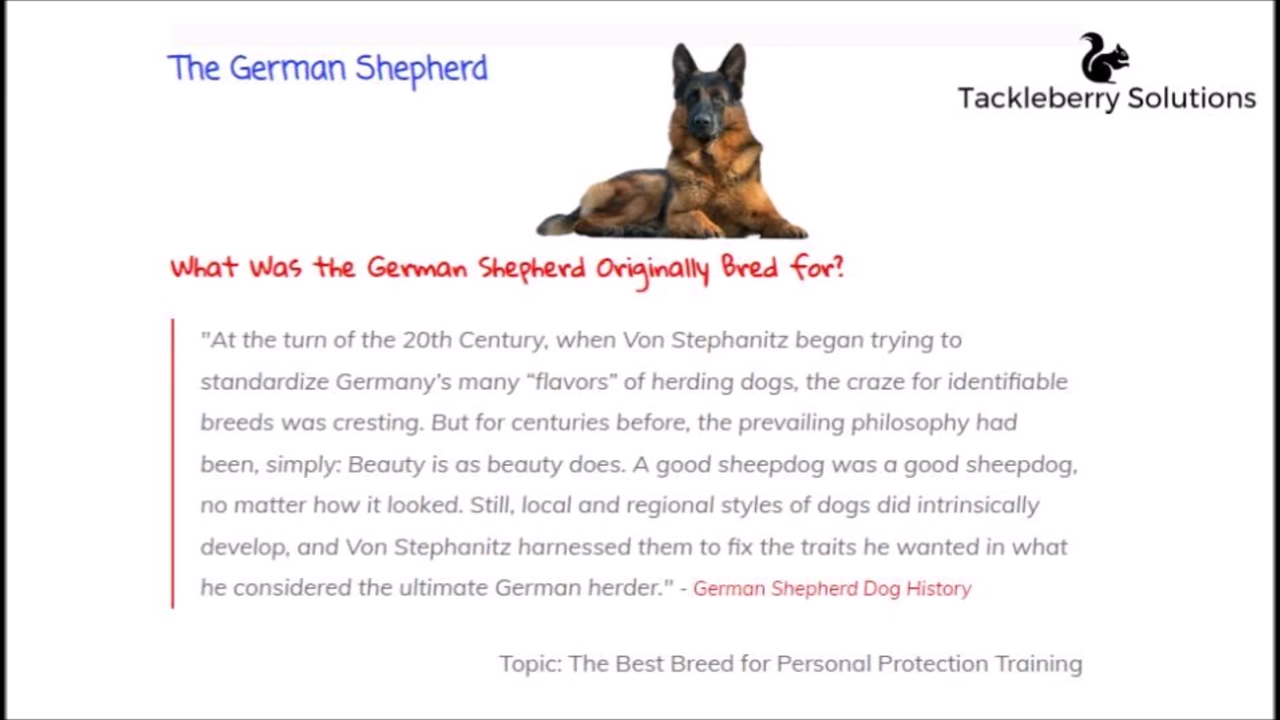 The German Shepherd
Tackleberry Solutions
What Was the German Shepherd Originally Bred for?
"At the turn of the 20th Century, when Von Stephanitz began trying to
standardize Germany’s many “flavors” of herding dogs, the craze for identifiable
breeds was cresting. But for centuries before, the prevailing philosophy had
been, simply: Beauty is as beauty does. A good sheepdog was a good sheepdog,
no matter how it looked. Still, local and regional styles of dogs did intrinsically
develop, and Von Stephanitz harnessed them to fix the traits he wanted in what
he considered the ultimate German herder." - German Shepherd Dog History
Topic: The Best Breed for Personal Protection Training